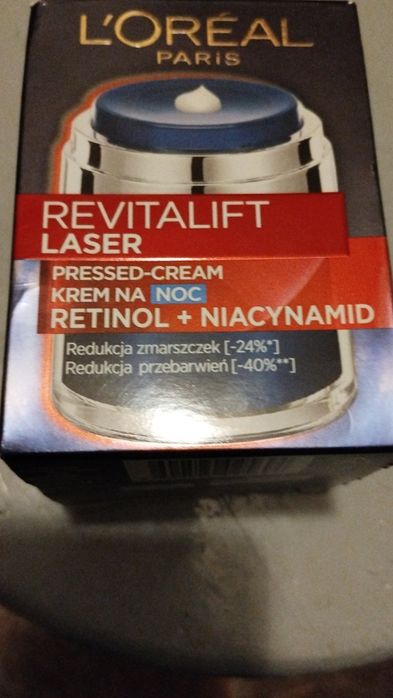 L'ORÉAL
PARIS
REVITALIFT
LASER
PRESSED-CREAM
KREM NA NOC
RETINOL + NIACYNAMID
Redukcja zmarszczek [-24%*]
Redukcja przebarwień [-40%**]